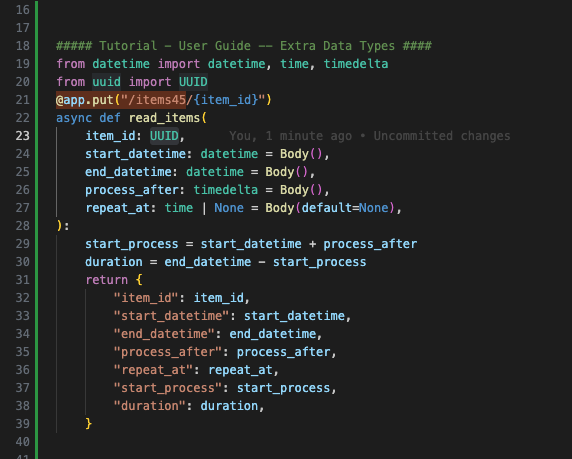 16
17
18 ##### Tutorial - User Guide -- Extra Data Types ####
19 from datetime import datetime, time, timedelta
20 from uuid import UUID
21 @app.put("/items45/{item_id}")
22 async def read_items(
23     item_id: UUID,     You, 1 minute ago • Uncommitted changes
24     start_datetime: datetime = Body(),
25     end_datetime: datetime = Body(),
26     process_after: timedelta = Body(),
27     repeat_at: time | None = Body(default=None),
28 ):
29     start_process = start_datetime + process_after
30     duration = end_datetime - start_process
31     return {
32         "item_id": item_id,
33         "start_datetime": start_datetime,
34         "end_datetime": end_datetime,
35         "process_after": process_after,
36         "repeat_at": repeat_at,
37         "start_process": start_process,
38         "duration": duration,
39     }
40
41